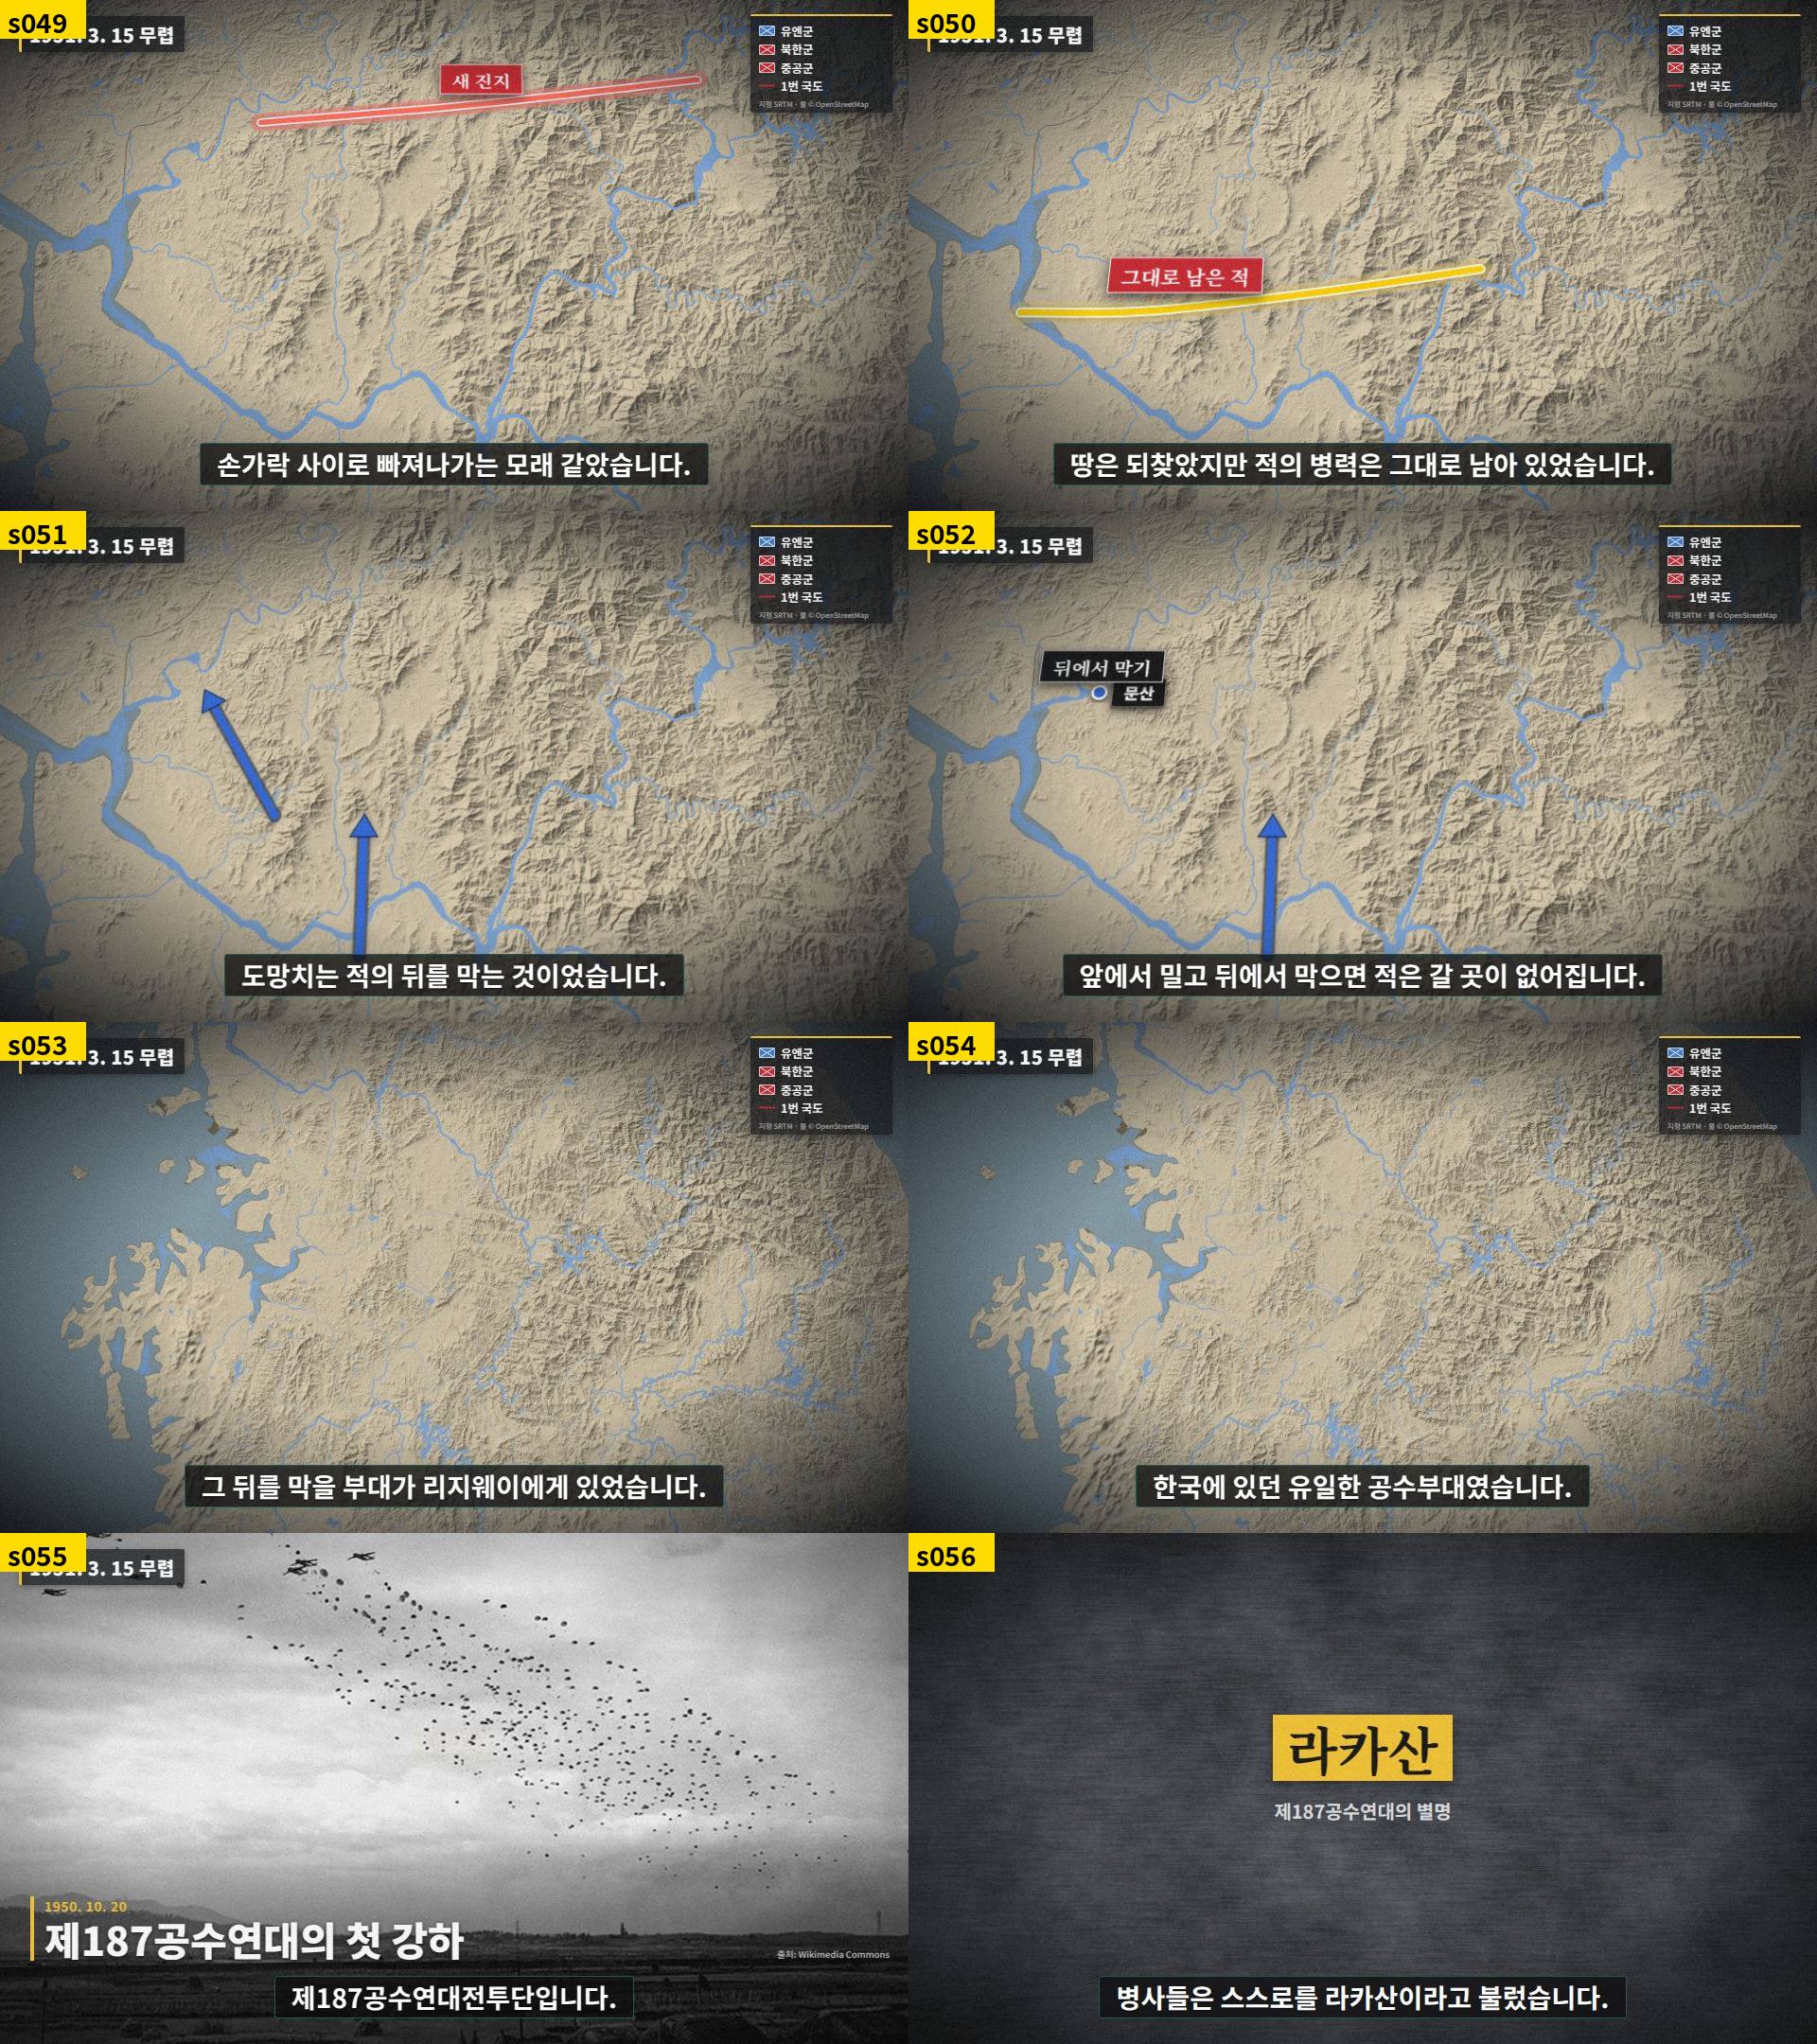 s049
3. 15 무렵
유엔군
북한군
중공군
1번 국도
지형 SRTM · 물 © OpenStreetMap
새 진지
손가락 사이로 빠져나가는 모래 같았습니다.
s050
3. 15 무렵
유엔군
북한군
중공군
1번 국도
지형 SRTM · 물 © OpenStreetMap
그대로 남은 적
땅은 되찾았지만 적의 병력은 그대로 남아 있었습니다.
s051
3. 15 무렵
유엔군
북한군
중공군
1번 국도
지형 SRTM · 물 © OpenStreetMap
도망치는 적의 뒤를 막는 것이었습니다.
s052
3. 15 무렵
유엔군
북한군
중공군
1번 국도
지형 SRTM · 물 © OpenStreetMap
뒤에서 막기
문산
앞에서 밀고 뒤에서 막으면 적은 갈 곳이 없어집니다.
s053
3. 15 무렵
유엔군
북한군
중공군
1번 국도
지형 SRTM · 물 © OpenStreetMap
그 뒤를 막을 부대가 리지웨이에게 있었습니다.
s054
3. 15 무렵
유엔군
북한군
중공군
1번 국도
지형 SRTM · 물 © OpenStreetMap
한국에 있던 유일한 공수부대였습니다.
s055
3. 15 무렵
1950. 10. 20
제187공수연대의 첫 강하
출처: Wikimedia Commons
제187공수연대전투단입니다.
s056
라카산
제187공수연대의 별명
병사들은 스스로를 라카산이라고 불렀습니다.